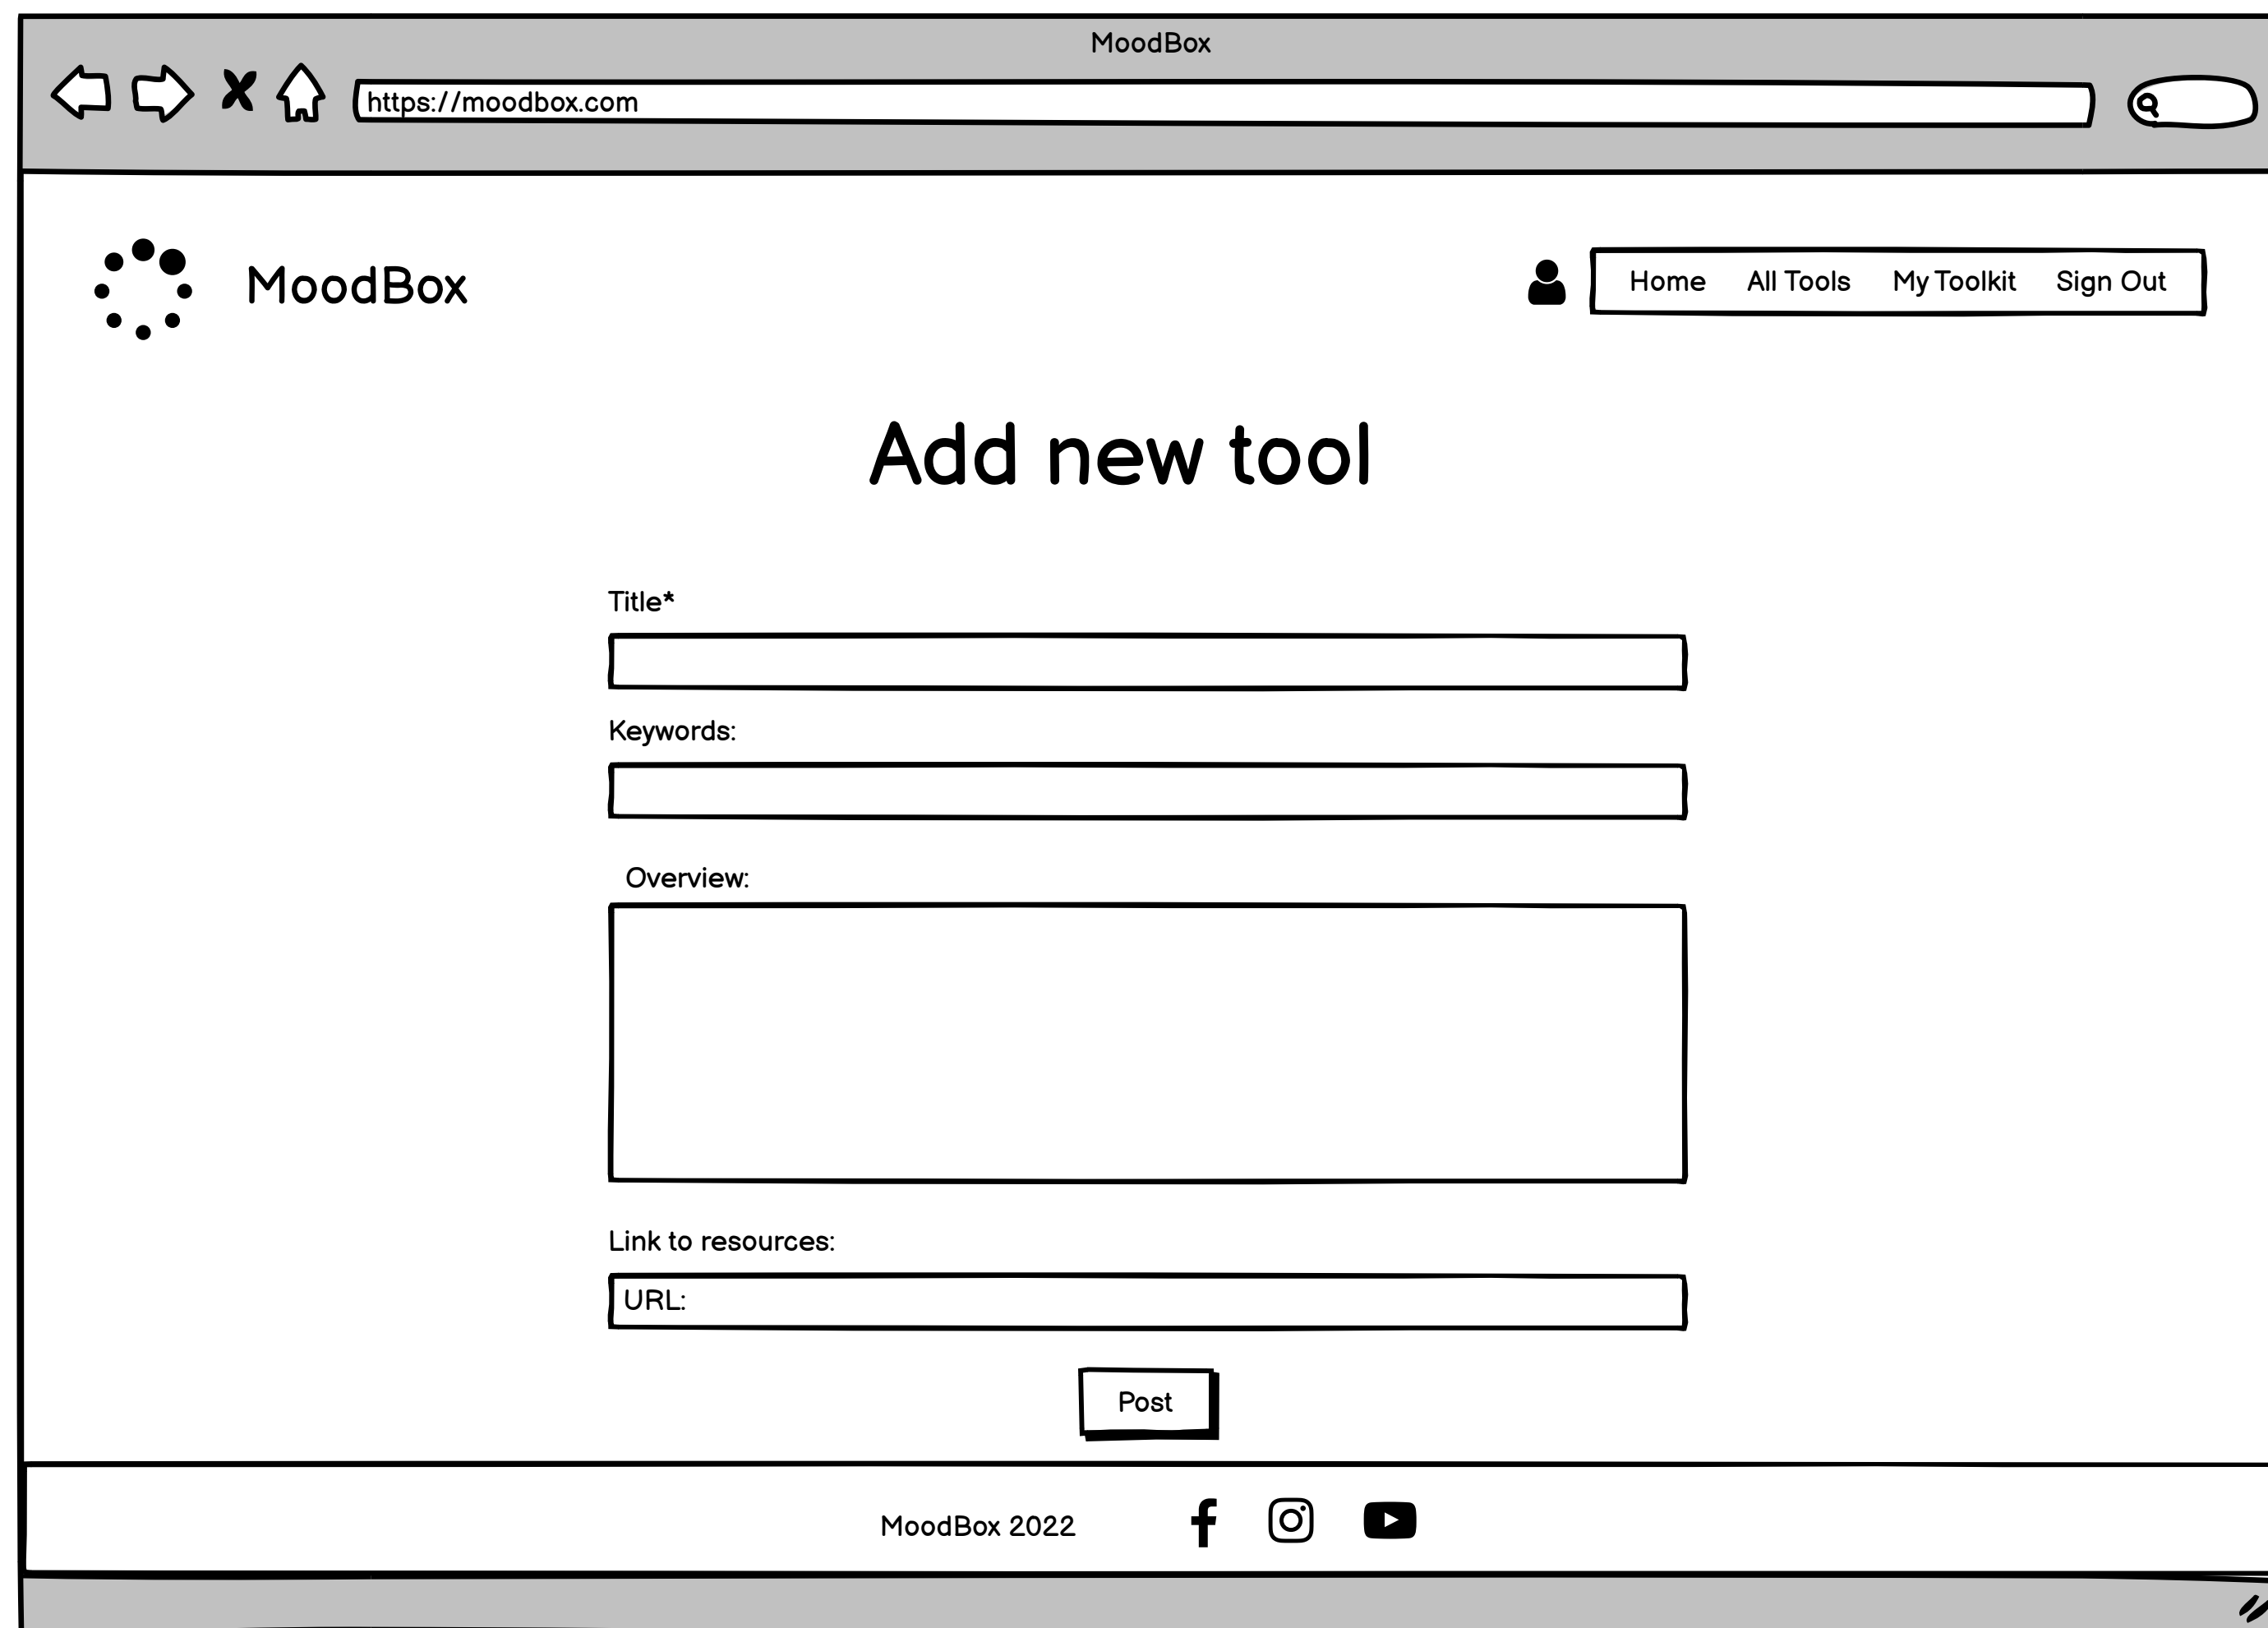 MoodBox
https://moodbox.com
MoodBox
Home All Tools My Toolkit Sign Out
Add new tool
Title*
Keywords:
Overview:
Link to resources:
URL:
Post
MoodBox 2022